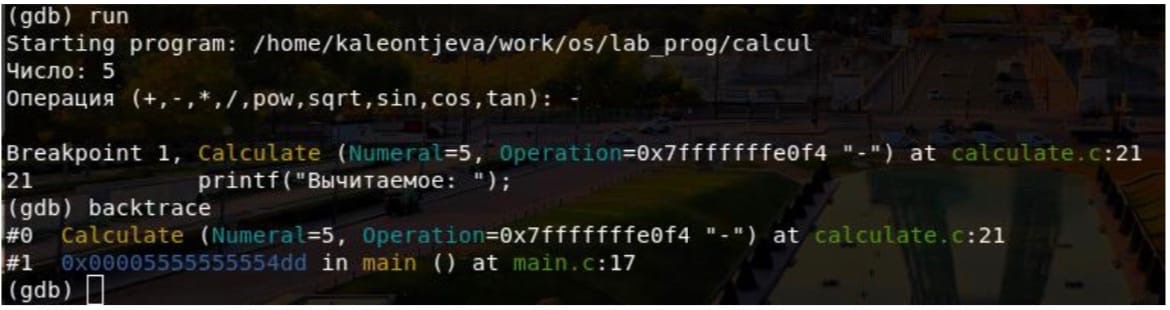 (gdb) run
Starting program: /home/kaleontjeva/work/os/lab_prog/calcul
Число: 5
Операция (+,-,*,/,pow,sqrt,sin,cos,tan): -
Breakpoint 1, Calculate (Numeral=5, Operation=0x7fffffffe0f4 "-") at calculate.c:21
21 printf("Вычитаемое: ");
(gdb) backtrace
#0 Calculate (Numeral=5, Operation=0x7fffffffe0f4 "-") at calculate.c:21
#1 0x00005555555554dd in main () at main.c:17
(gdb)